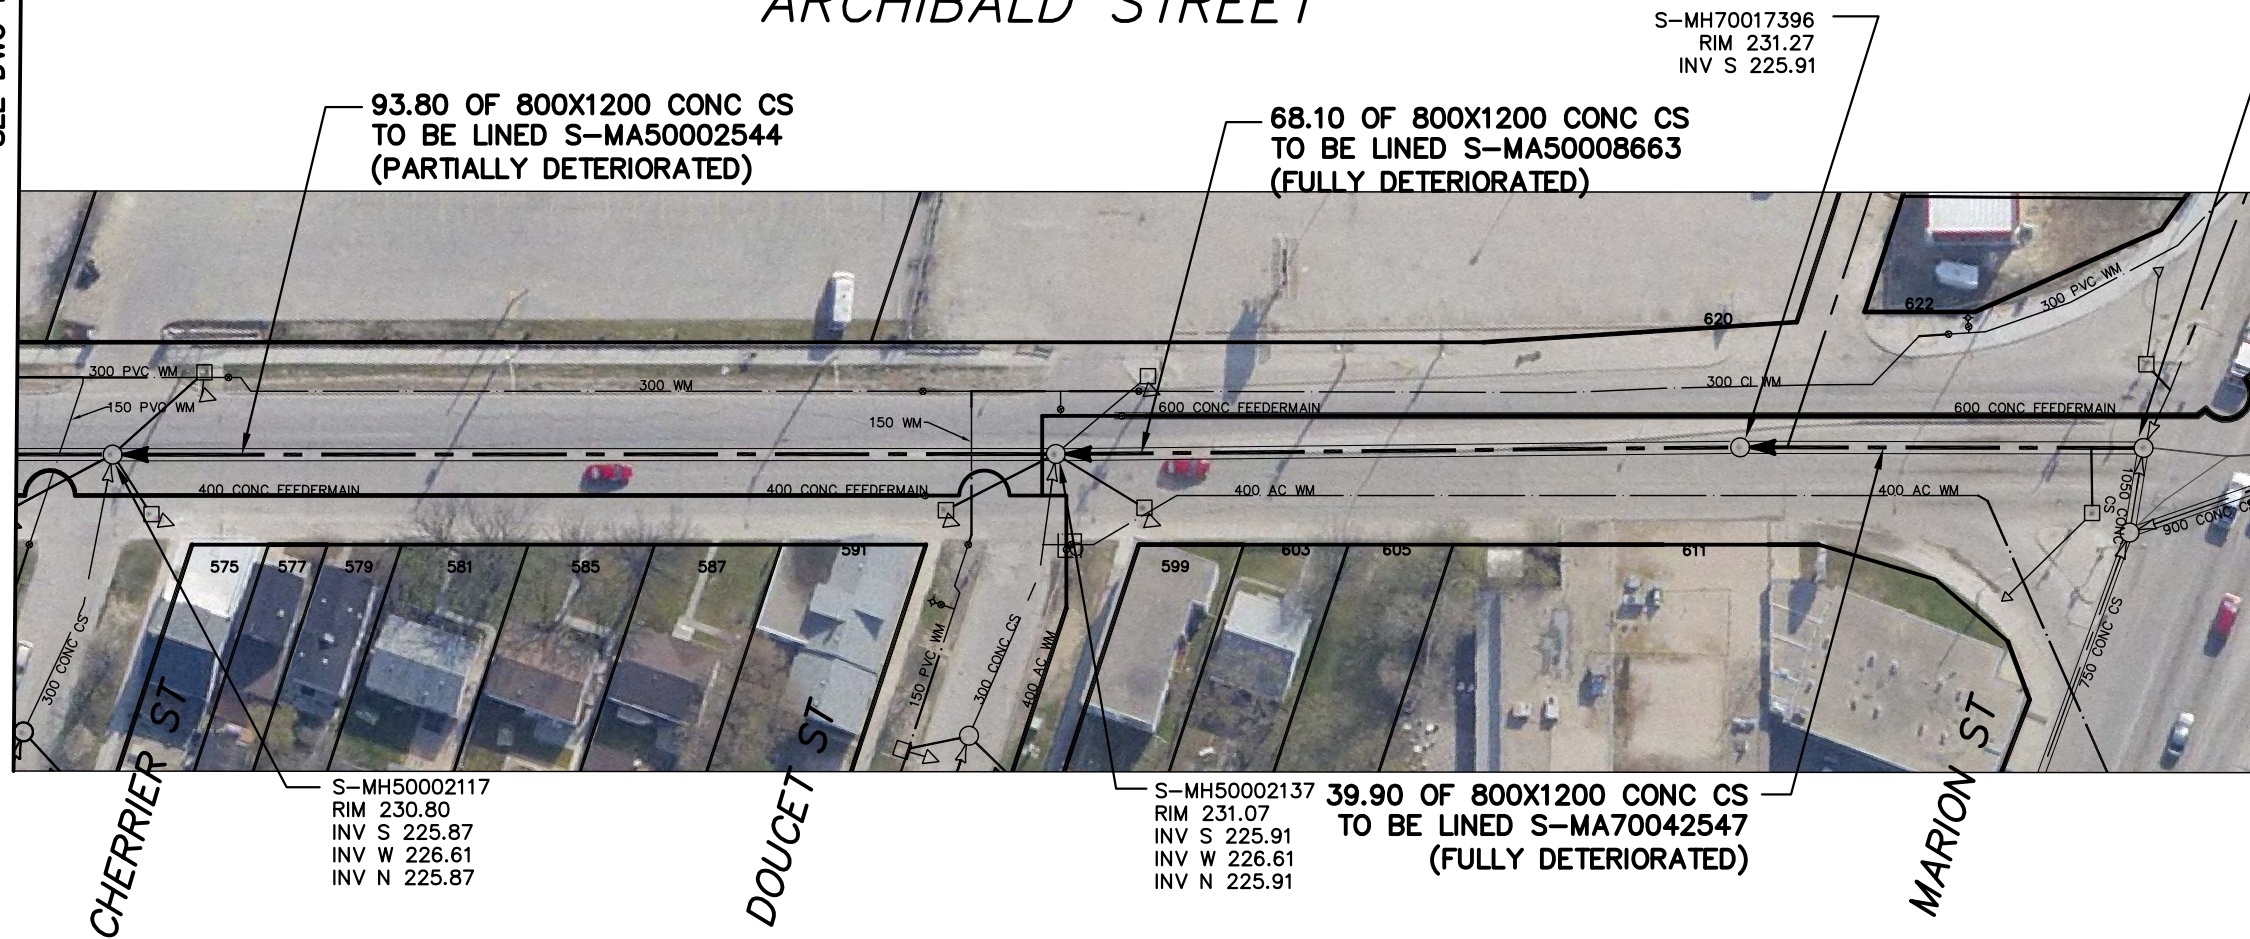 ARCHIBALD STREET
S-MH70017396
RIM 231.27
INV S 225.91
93.80 OF 800X1200 CONC CS
TO BE LINED S-MA50002544
(PARTIALLY DETERIORATED)
68.10 OF 800X1200 CONC CS
TO BE LINED S-MA50008663
(FULLY DETERIORATED)
622
300 PVC WM
620
300 PVC WM
300 WM
300 CI WM
150 PVC WM
150 WM
600 CONC FEEDERMAIN
600 CONC FEEDERMAIN
400 CONC FEEDERMAIN
400 CONC FEEDERMAIN
400 AC WM
400 AC WM
1050 CONC CS
900 CONC CS
575
577
579
581
585
587
591
599
603
605
611
300 CONC CS
150 PVC WM
300 CONC CS
400 AC WM
750 CONC CS
CHERRIER ST
DOUCET ST
MARION ST
S-MH50002117
RIM 230.80
INV S 225.87
INV W 226.61
INV N 225.87
S-MH50002137
RIM 231.07
INV S 225.91
INV W 226.61
INV N 225.91
39.90 OF 800X1200 CONC CS
TO BE LINED S-MA70042547
(FULLY DETERIORATED)